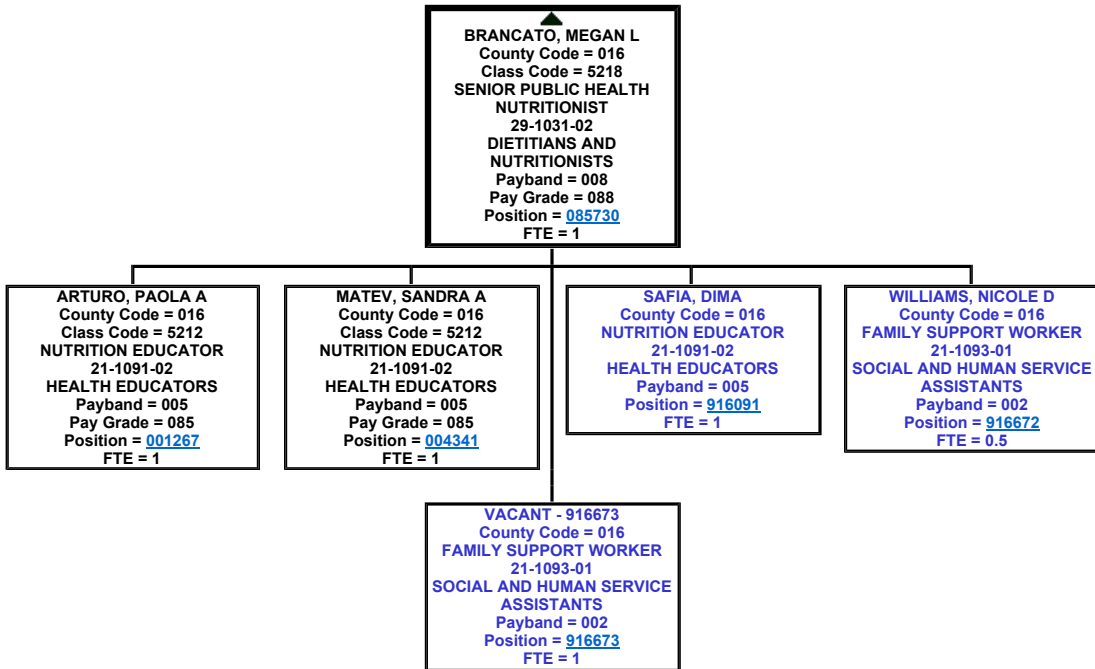 BRANCATO, MEGAN L
County Code = 016
Class Code = 5218
SENIOR PUBLIC HEALTH
NUTRITIONIST
29-1031-02
DIETITIANS AND
NUTRITIONISTS
Payband = 008
Pay Grade = 088
Position = 085730
FTE = 1
ARTURO, PAOLA A
County Code = 016
Class Code = 5212
NUTRITION EDUCATOR
21-1091-02
HEALTH EDUCATORS
Payband = 005
Pay Grade = 085
Position = 001267
FTE = 1
MATEV, SANDRA A
County Code = 016
Class Code = 5212
NUTRITION EDUCATOR
21-1091-02
HEALTH EDUCATORS
Payband = 005
Pay Grade = 085
Position = 004341
FTE = 1
SAFIA, DIMA
County Code = 016
NUTRITION EDUCATOR
21-1091-02
HEALTH EDUCATORS
Payband = 005
Position = 916091
FTE = 1
WILLIAMS, NICOLE D
County Code = 016
FAMILY SUPPORT WORKER
21-1093-01
SOCIAL AND HUMAN SERVICE
ASSISTANTS
Payband = 002
Position = 916672
FTE = 0.5
VACANT - 916673
County Code = 016
FAMILY SUPPORT WORKER
21-1093-01
SOCIAL AND HUMAN SERVICE
ASSISTANTS
Payband = 002
Position = 916673
FTE = 1